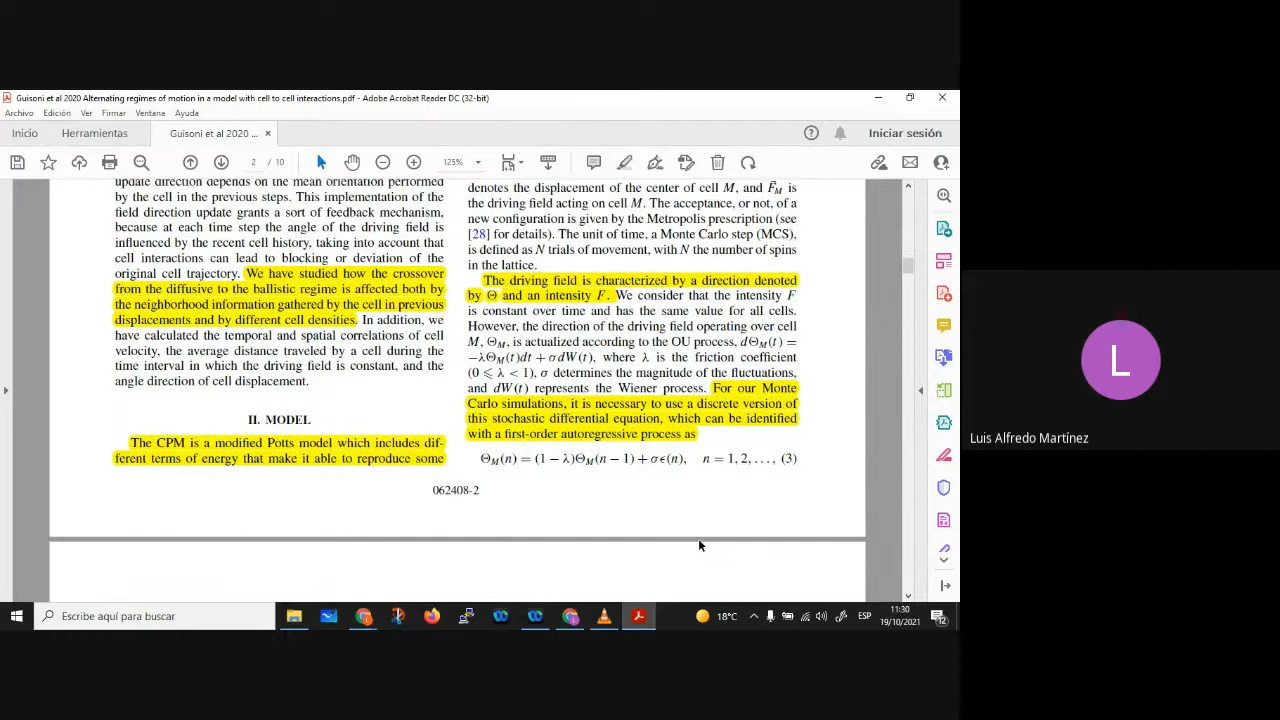 Guisoni et al 2020 Alternating regimes of motion in a model with cell to cell interactions.pdf - Adobe Acrobat Reader DC (32-bit)
Archivo Edición Ver Firmar Ventana Ayuda
Inicio Herramientas Guisoni et al 2020 ... × Iniciar sesión
2 / 10 125%
update direction depends on the mean orientation performed
by the cell in the previous steps. This implementation of the
field direction update grants a sort of feedback mechanism,
because at each time step the angle of the driving field is
influenced by the recent cell history, taking into account that
cell interactions can lead to blocking or deviation of the
original cell trajectory. We have studied how the crossover
from the diffusive to the ballistic regime is affected both by
the neighborhood information gathered by the cell in previous
displacements and by different cell densities. In addition, we
have calculated the temporal and spatial correlations of cell
velocity, the average distance traveled by a cell during the
time interval in which the driving field is constant, and the
angle direction of cell displacement.
II. MODEL
The CPM is a modified Potts model which includes dif-
ferent terms of energy that make it able to reproduce some
denotes the displacement of the center of cell M, and F⃗_M is
the driving field acting on cell M. The acceptance, or not, of a
new configuration is given by the Metropolis prescription (see
[28] for details). The unit of time, a Monte Carlo step (MCS),
is defined as N trials of movement, with N the number of spins
in the lattice.
The driving field is characterized by a direction denoted
by Θ and an intensity F. We consider that the intensity F
is constant over time and has the same value for all cells.
However, the direction of the driving field operating over cell
M, Θ_M, is actualized according to the OU process, dΘ_M(t) =
−λΘ_M(t)dt + σdW(t), where λ is the friction coefficient
(0 ⩽ λ < 1), σ determines the magnitude of the fluctuations,
and dW(t) represents the Wiener process. For our Monte
Carlo simulations, it is necessary to use a discrete version of
this stochastic differential equation, which can be identified
with a first-order autoregressive process as
Θ_M(n) = (1 − λ)Θ_M(n − 1) + σϵ(n), n = 1, 2, . . . , (3)
062408-2
L
Luis Alfredo Martínez
Escribe aquí para buscar
18°C ESP
11:30
19/10/2021
12